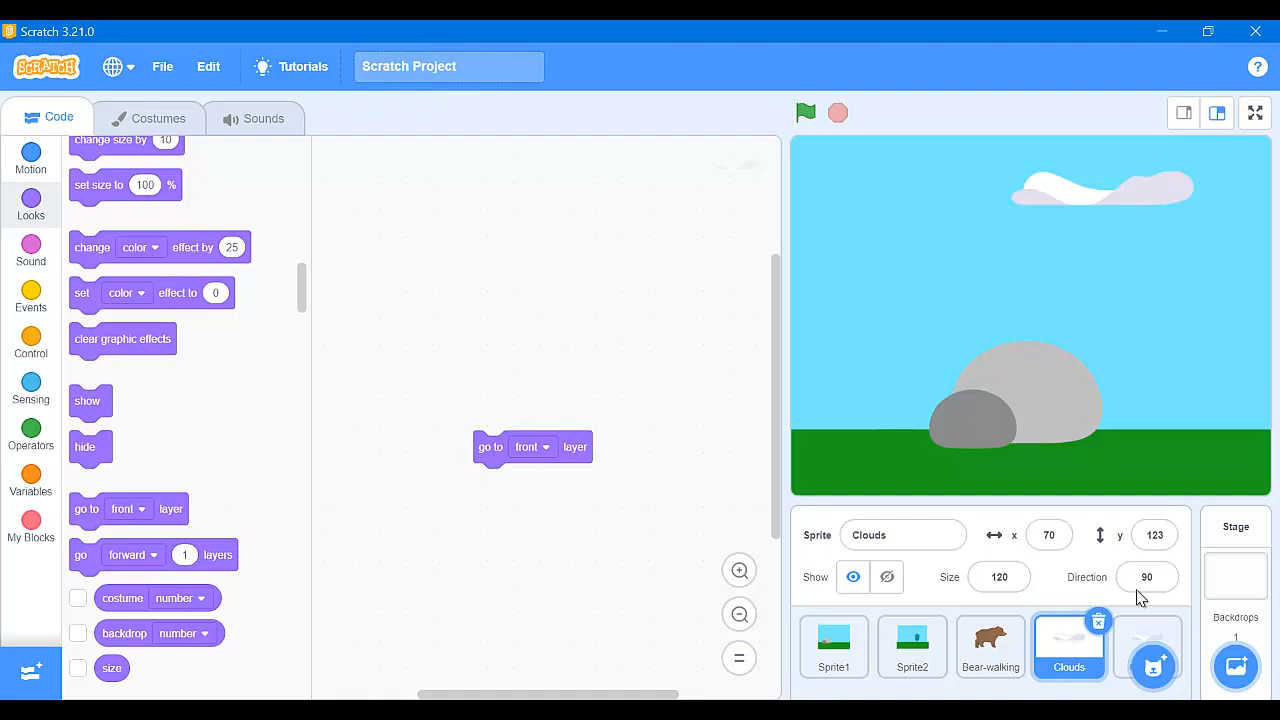 Scratch 3.21.0
SCRATCH
File
Edit
Tutorials
Scratch Project
?
Code
Costumes
Sounds
Motion
Looks
Sound
Events
Control
Sensing
Operators
Variables
My Blocks
change size by 10
set size to 100 %
change color effect by 25
set color effect to 0
clear graphic effects
show
hide
go to front layer
go forward 1 layers
costume number
backdrop number
size
go to front layer
Sprite Clouds x 70 y 123
Show Size 120 Direction 90
Sprite1
Sprite2
Bear-walking
Clouds
Stage
Backdrops
1